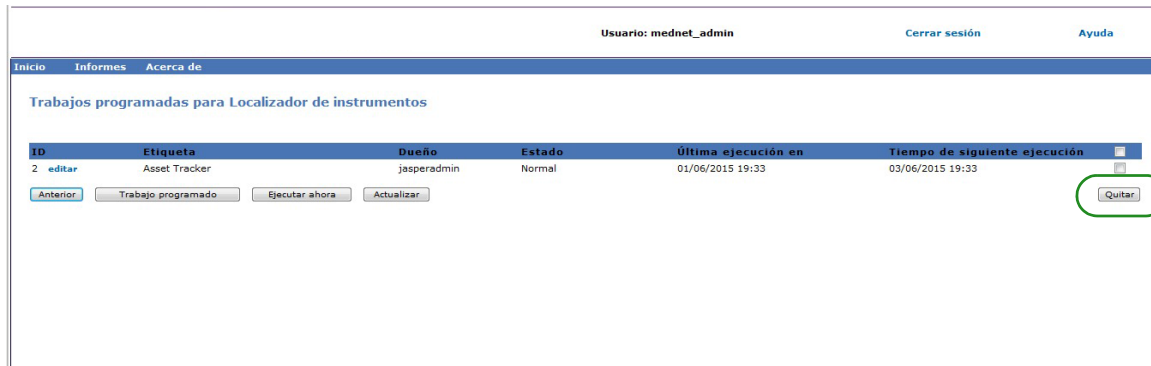 Usuario: mednet_admin Cerrar sesión Ayuda
Inicio Informes Acerca de
Trabajos programadas para Localizador de instrumentos
ID Etiqueta Dueño Estado Última ejecución en Tiempo de siguiente ejecución
2 editar Asset Tracker jasperadmin Normal 01/06/2015 19:33 03/06/2015 19:33
Anterior Trabajo programado Ejecutar ahora Actualizar Quitar